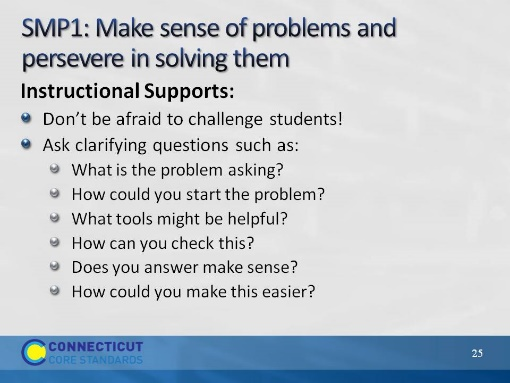 SMP1: Make sense of problems and
persevere in solving them
Instructional Supports:
Don't be afraid to challenge students!
Ask clarifying questions such as:
What is the problem asking?
How could you start the problem?
What tools might be helpful?
How can you check this?
Does you answer make sense?
How could you make this easier?
CONNECTICUT
CORE STANDARDS
25